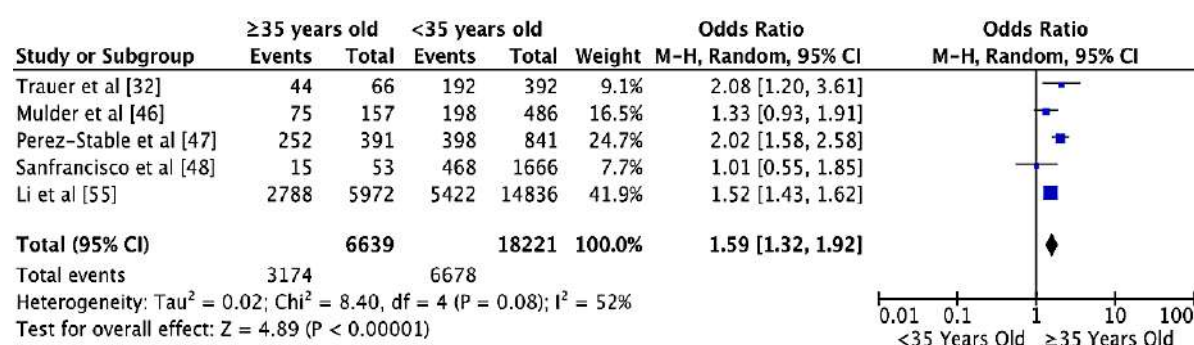 ≥35 years old <35 years old Odds Ratio Odds Ratio
Study or Subgroup Events Total Events Total Weight M-H, Random, 95% CI M-H, Random, 95% CI
Trauer et al [32] 44 66 192 392 9.1% 2.08 [1.20, 3.61]
Mulder et al [46] 75 157 198 486 16.5% 1.33 [0.93, 1.91]
Perez-Stable et al [47] 252 391 398 841 24.7% 2.02 [1.58, 2.58]
Sanfrancisco et al [48] 15 53 468 1666 7.7% 1.01 [0.55, 1.85]
Li et al [55] 2788 5972 5422 14836 41.9% 1.52 [1.43, 1.62]
Total (95% CI) 6639 18221 100.0% 1.59 [1.32, 1.92]
Total events 3174 6678
Heterogeneity: Tau² = 0.02; Chi² = 8.40, df = 4 (P = 0.08); I² = 52%
Test for overall effect: Z = 4.89 (P < 0.00001)
0.01 0.1 1 10 100
<35 Years Old ≥35 Years Old